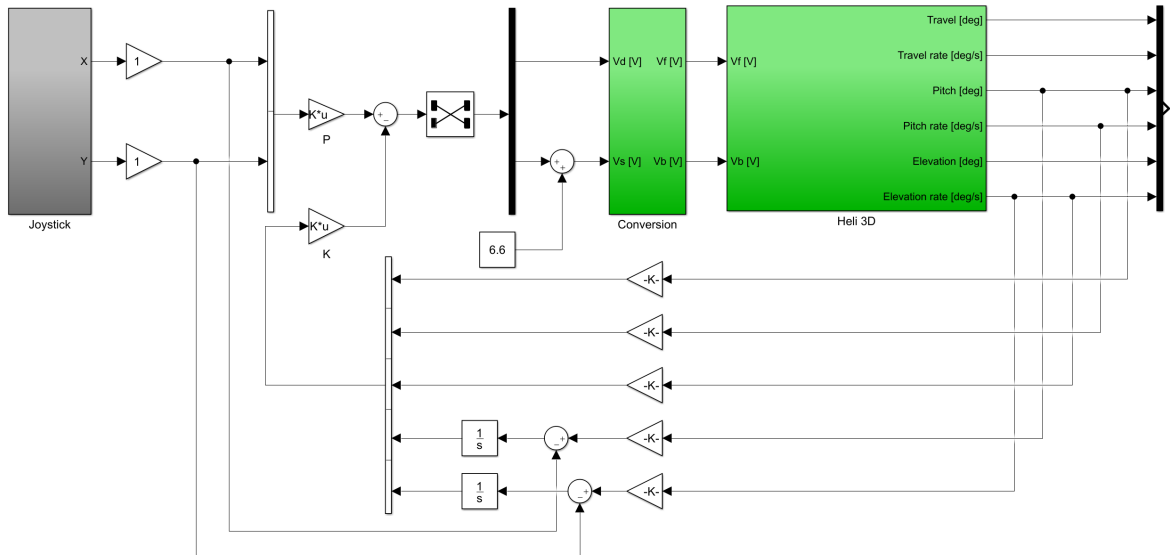 X
Y
Joystick
1
1
K*u
P
K*u
K
+
−
+
+
6.6
Vd [V]
Vs [V]
Vf [V]
Vb [V]
Conversion
Vf [V]
Vb [V]
Travel [deg]
Travel rate [deg/s]
Pitch [deg]
Pitch rate [deg/s]
Elevation [deg]
Elevation rate [deg/s]
Heli 3D
-K-
-K-
-K-
1
s
−
+
-K-
1
s
−
+
-K-